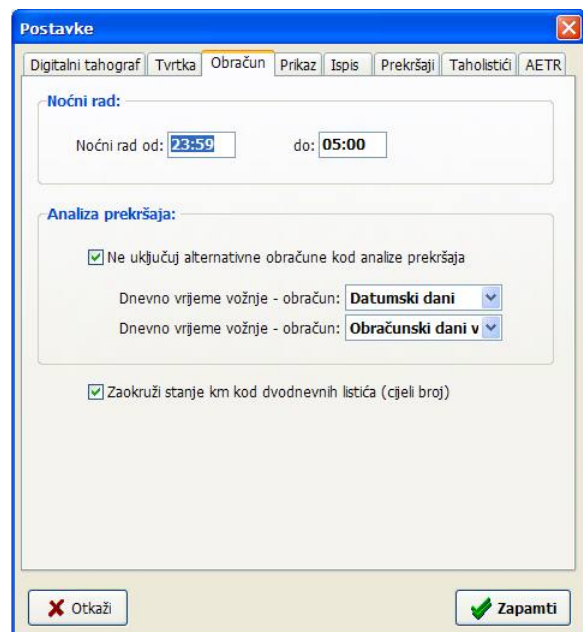 Postavke
Digitalni tahograf Tvrtka Obračun Prikaz Ispis Prekršaji Taholistići AETR
Noćni rad:
Noćni rad od: 23:59 do: 05:00
Analiza prekršaja:
Ne uključuj alternativne obračune kod analize prekršaja
Dnevno vrijeme vožnje - obračun: Datumski dani
Dnevno vrijeme vožnje - obračun: Obračunski dani v
Zaokruži stanje km kod dvodnevnih listića (cijeli broj)
Otkaži Zapamti